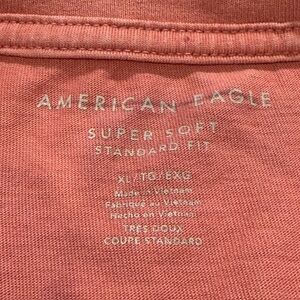 AMERICAN EAGLE
SUPER SOFT
STANDARD FIT
XL/TG/EXG
Made in Vietnam
Fabriqué au Vietnam
Hecho en Vietnam
TRÈS DOUX
COUPE STANDARD